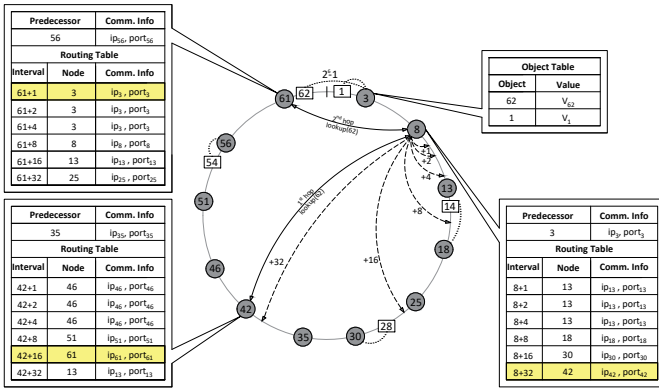 Predecessor Comm. Info
56 ip56, port56
Routing Table
Interval Node Comm. Info
61+1 3 ip3, port3
61+2 3 ip3, port3
61+4 3 ip3, port3
61+8 8 ip8, port8
61+16 13 ip13, port13
61+32 25 ip25, port25
Predecessor Comm. Info
35 ip35, port35
Routing Table
Interval Node Comm. Info
42+1 46 ip46, port46
42+2 46 ip46, port46
42+4 46 ip46, port46
42+8 51 ip51, port51
42+16 61 ip61, port61
42+32 13 ip13, port13
2ⁱ-1
61
62
1
3
8
2nd hop
lookup(62)
+1
+2
+4
56
54
13
14
51
1st hop
lookup(62)
+8
18
+32
+16
46
25
42
28
35
30
Object Table
Object Value
62 V62
1 V1
Predecessor Comm. Info
3 ip3, port3
Routing Table
Interval Node Comm. Info
8+1 13 ip13, port13
8+2 13 ip13, port13
8+4 13 ip13, port13
8+8 18 ip18, port18
8+16 30 ip30, port30
8+32 42 ip42, port42